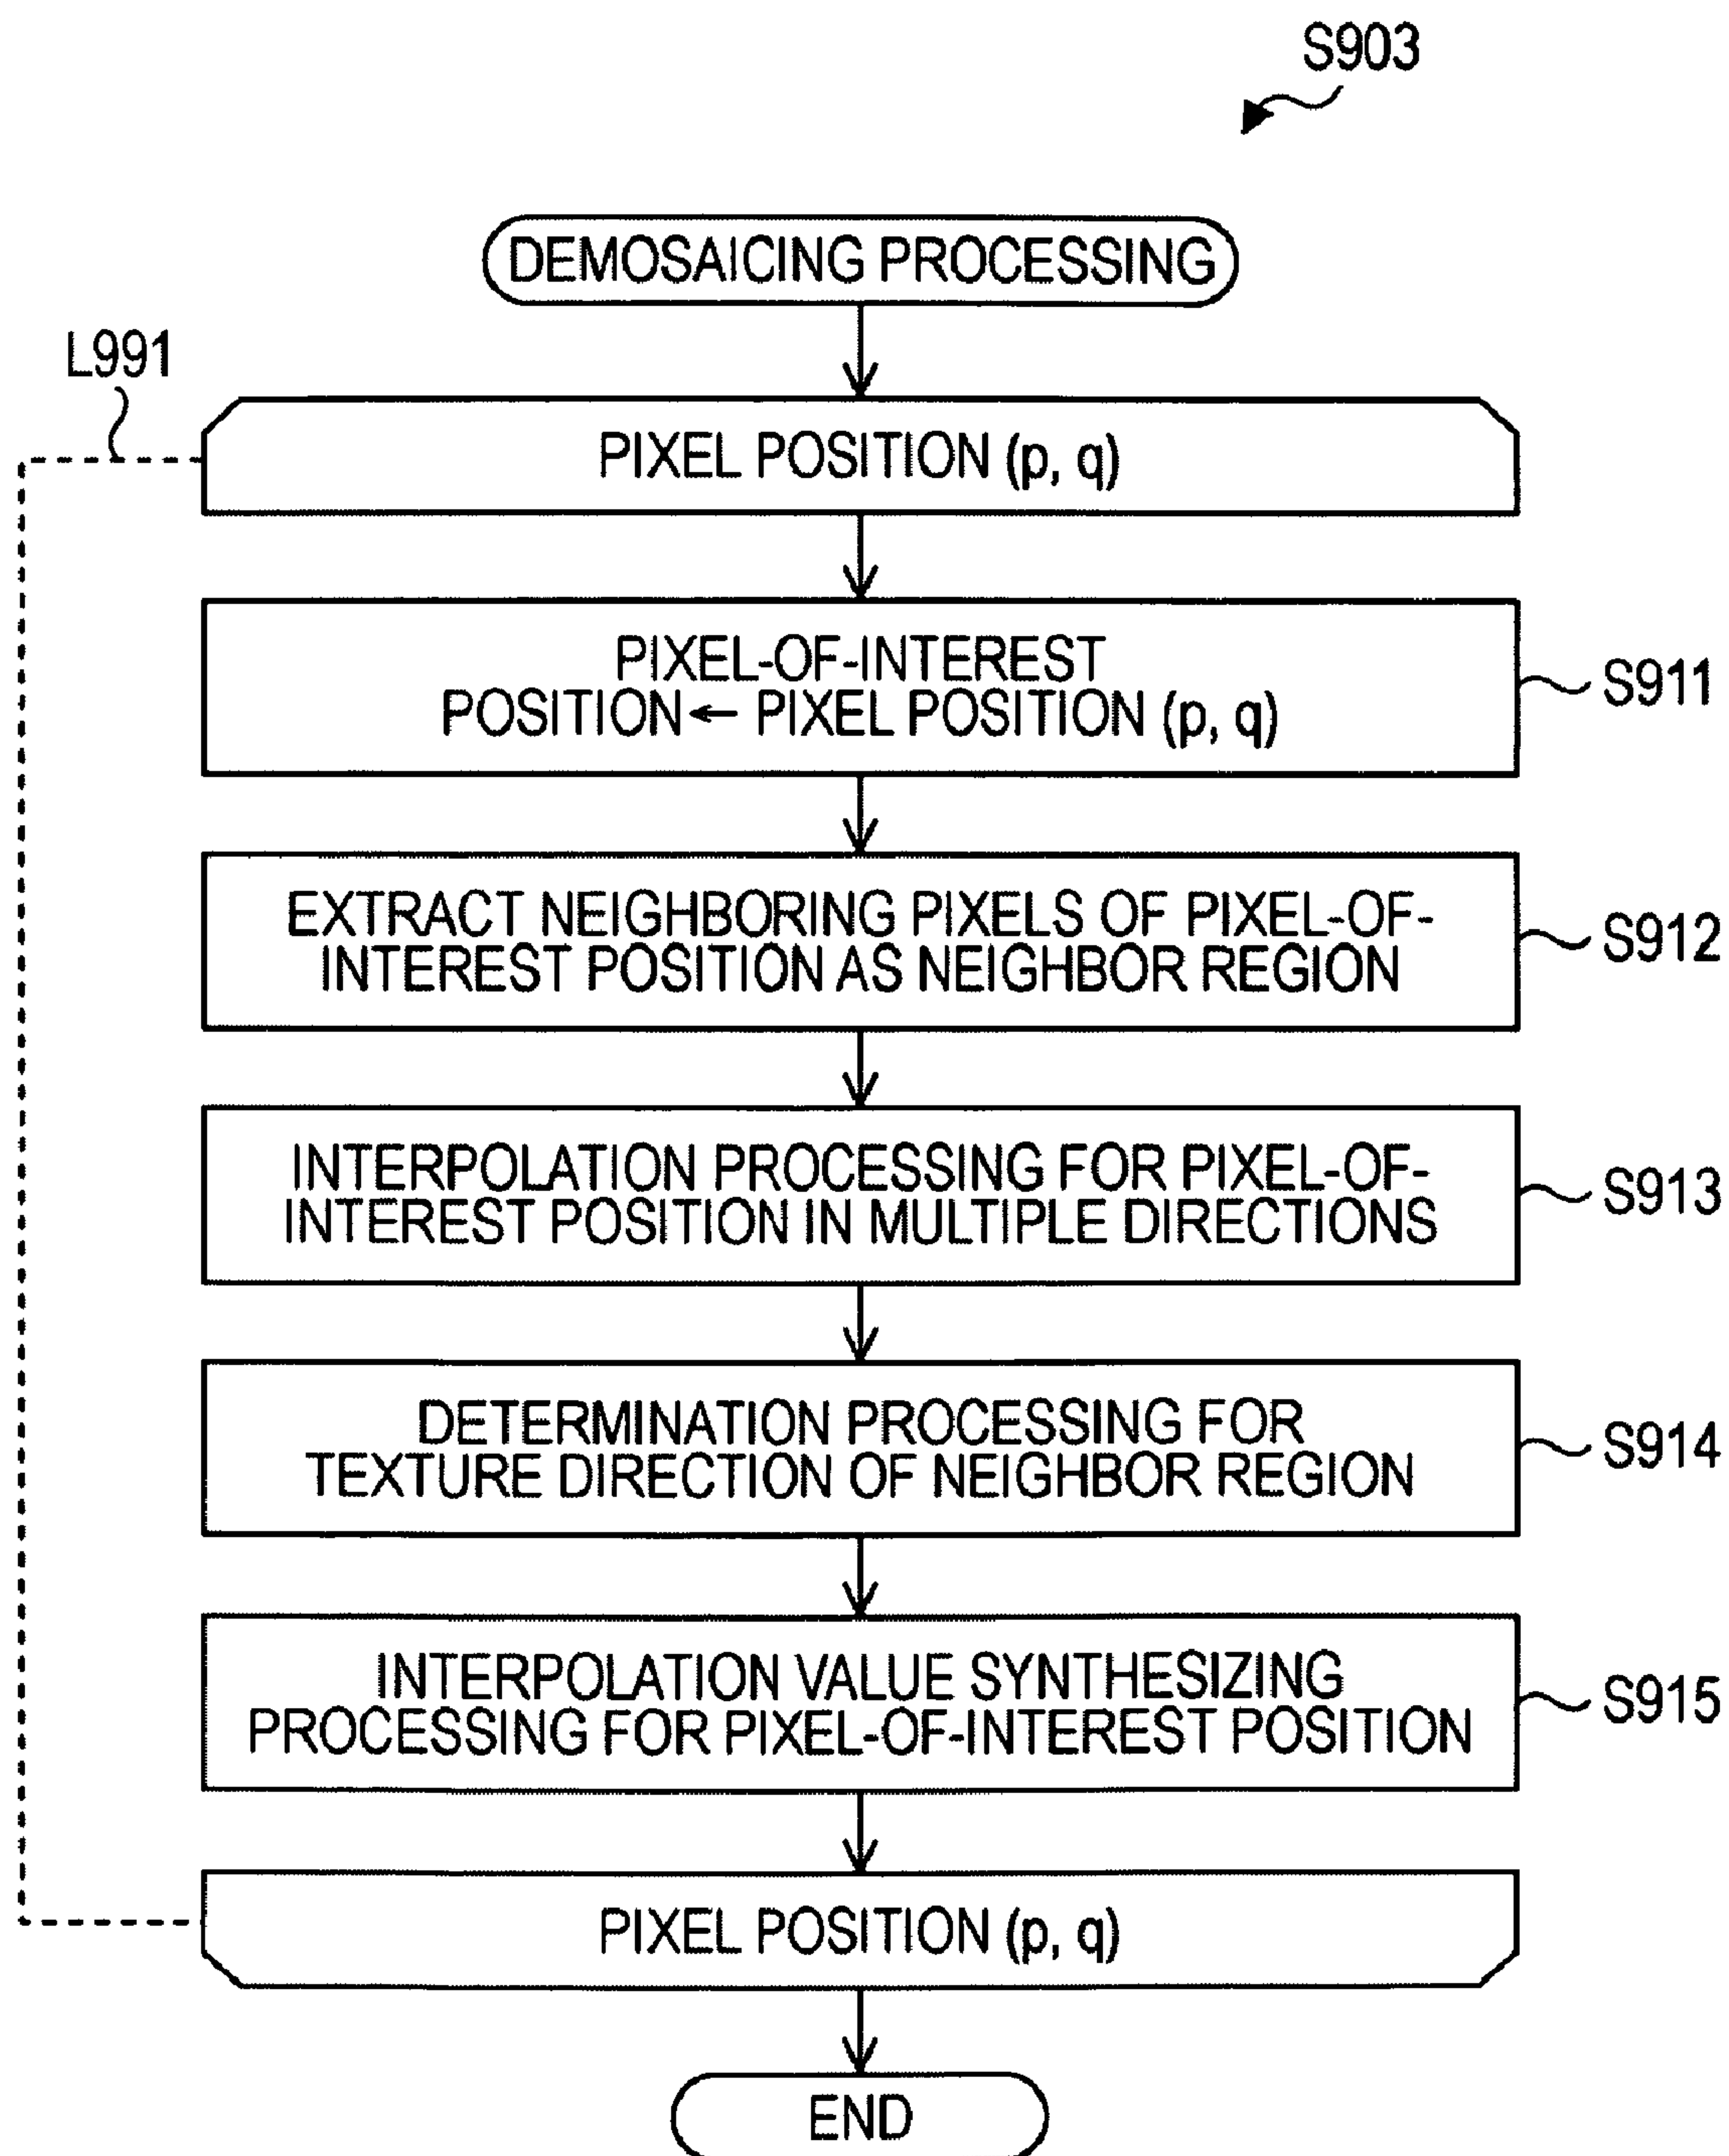 S903
DEMOSAICING PROCESSING
L991
PIXEL POSITION (p, q)
PIXEL-OF-INTEREST
POSITION ← PIXEL POSITION (p, q)
S911
EXTRACT NEIGHBORING PIXELS OF PIXEL-OF-
INTEREST POSITION AS NEIGHBOR REGION
S912
INTERPOLATION PROCESSING FOR PIXEL-OF-
INTEREST POSITION IN MULTIPLE DIRECTIONS
S913
DETERMINATION PROCESSING FOR
TEXTURE DIRECTION OF NEIGHBOR REGION
S914
INTERPOLATION VALUE SYNTHESIZING
PROCESSING FOR PIXEL-OF-INTEREST POSITION
S915
PIXEL POSITION (p, q)
END